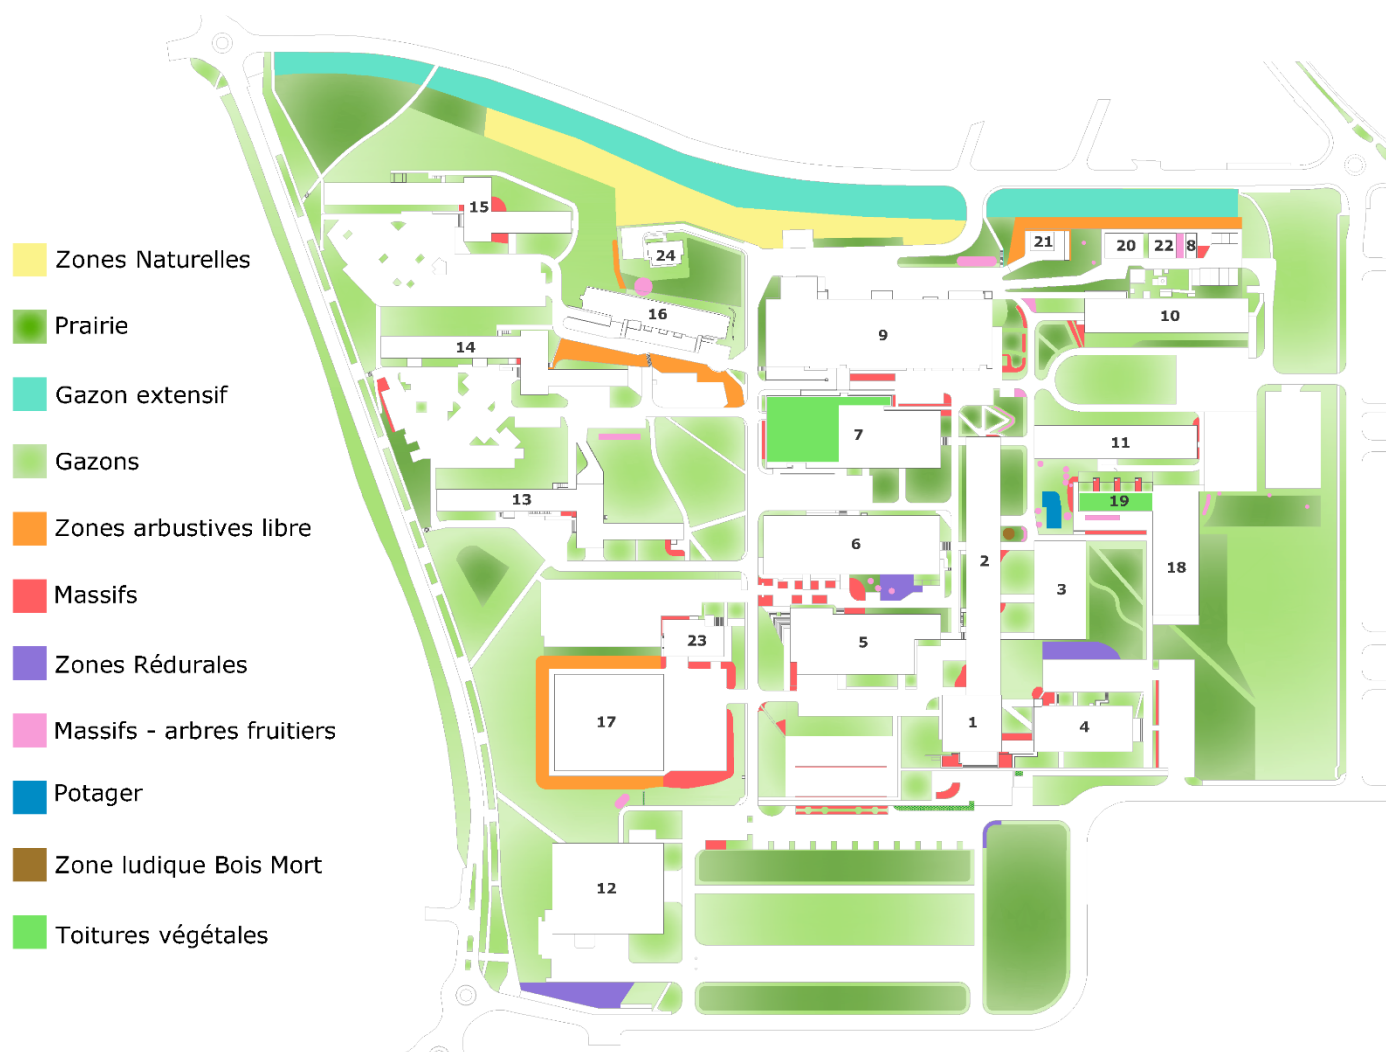 Zones Naturelles
Prairie
Gazon extensif
Gazons
Zones arbustives libre
Massifs
Zones Rédurales
Massifs - arbres fruitiers
Potager
Zone ludique Bois Mort
Toitures végétales
15
24
21
20
22
8
16
10
9
14
7
11
13
19
6
2
18
3
23
5
17
1
4
12